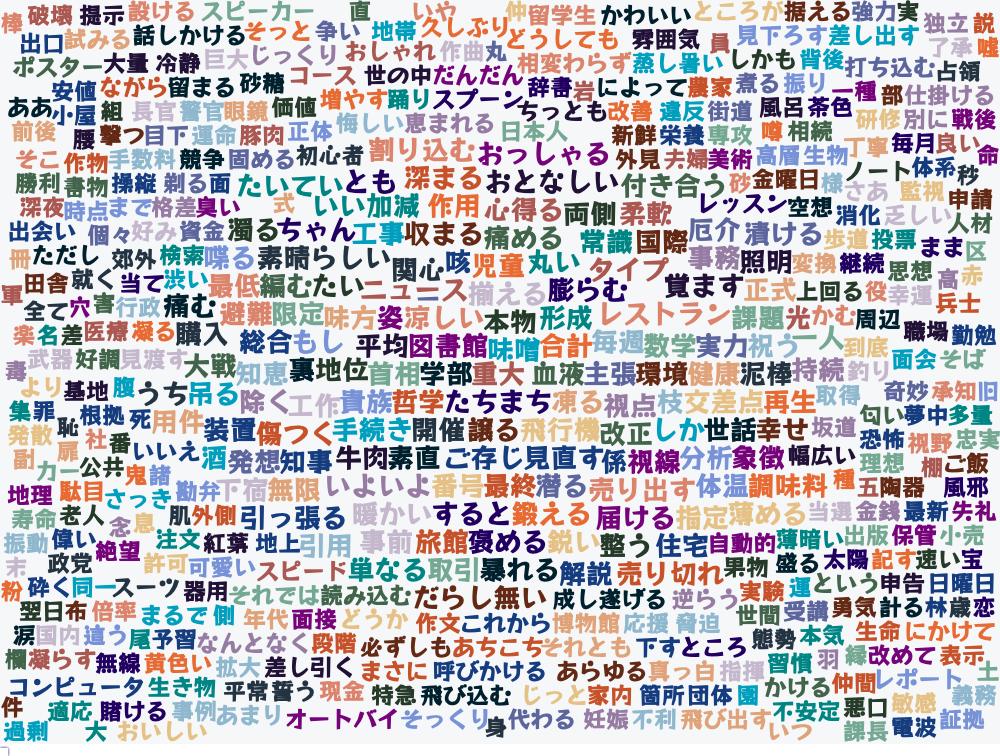 棒 破壊 提示 設ける スピーカー 直 いや 仲 留学生 かわいい ところが 据える 強力 実
出口 試みる 話しかける そっと 争い 地帯 久しぶり どうしても 雰囲気 員 見下ろす 差し出す 独立 説
ポスター 大量 冷静 巨大 じっくり おしゃれ 作曲 丸 相変わらず 蒸し暑い しかも 背後 打ち込む 占領 了承 嘘
安値 ながら 留まる 砂糖 コース 世の中 だんだん 辞書 岩 によって 農家 煮る 振り 一種 部 仕掛ける
ああ 小屋 組 長官 警官 眼鏡 価値 増やす 踊り スプーン ちっとも 改善 違反 街道 風呂 茶色 研修 別に 戦後
前後 腰 撃つ 目下 運命 豚肉 正体 悔しい 恵まれる 日本人 新鮮 栄養 専攻 噂 相続 丁寧 毎月 良い 命
そこ 作物 手数料 競争 固める 初心者 割り込む おっしゃる 外見 夫婦 美術 高層 生物 ノート 体系 秒
勝利 書物 操縦 剃る 面 たいてい とも 深まる おとなしい 付き合う 砂 金曜日 様 さあ 監視 申請
深夜 時点 まで 格差 臭い 式 いい加減 作用 心得る 両側 柔軟 レッスン 空想 消化 乏しい 人材
出会い 個々 好み 資金 濁る ちゃん 工事 収まる 痛める 常識 国際 厄介 漬ける 歩道 投票 まま 区
冊 ただし 郊外 検索 喋る 素晴らしい 関心 咳 児童 丸い タイプ 事務 照明 変換 継続 思想 高 赤
軍 田舎 就く 当て 渋い 最低 編む たい ニュース 揃える 膨らむ 覚ます 正式 上回る 役 幸運 兵士
全て 穴 害 行政 痛む 避難 限定 味方 姿 涼しい 本物 形成 レストラン 課題 光 かむ 周辺
楽 名 差 医療 凝る 購入 総合 もし 平均 図書館 味噌 合計 毎週 数学 実力 祝う 一人 到底 職場 勤勉
毒 武器 好調 見渡す 大戦 知恵 裏 地位 首相 学部 重大 血液 主張 環境 健康 泥棒 持続 釣り 面会 そば
より 基地 腹 うち 吊る 除く 工作 貴族 哲学 たちまち 凍る 視点 枝 交差点 再生 取得 奇妙 承知 旧
集 罪 恥 根拠 死 用件 装置 傷つく 手続き 開催 譲る 飛行機 改正 しか 世話 幸せ 坂道 匂い 夢中 多量
発散 扉 社 番 いいえ 酒 発想 知事 牛肉 素直 ご存じ 見直す 係 視線 分析 象徴 幅広い 恐怖 視野 忠実
副 カー 公共 鬼 諸 勘弁 下宿 無限 いよいよ 番号 最終 潜る 売り出す 体温 調味料 種 理想 棚 ご飯
地理 駄目 さっき 肌 外側 引っ張る 暖かい すると 鍛える 届ける 指定 薄める 当選 金銭 五 陶器 風邪
寿命 老人 念 息 注文 紅葉 地上 引用 事前 旅館 褒める 鋭い 整う 住宅 自動的 薄暗い 出版 保管 最新 失礼
振動 偉い 絶望 許可 可愛い スピード 単なる 取引 暴れる 解説 売り切れ 果物 盛る 太陽 記す 速い 小売 宝
末 政党 粉 砕く 同一 スーツ 器用 それでは 読み込む だらし無い 成し遂げる 逆らう 実験 運 という 申告 日曜日
翌日 布 倍率 まるで 側 年代 面接 どうか 作文 これから 博物館 応援 脅迫 世間 受講 勇気 計る 林 歳 恋
涙 国内 違う 尾 予習 なんとなく 段階 必ずしも あちこち それとも 下す ところ 態勢 本気 生命 にかけて
欄 凝らす 無線 黄色い 拡大 差し引く まさに 呼びかける あらゆる 真っ白 指揮 習慣 羽 縁 改めて 表示
コンピュータ 生き物 平常 誓う 現金 特急 飛び込む じっと 家内 箇所 団体 園 かける 仲間 レポート 土 義務
件 適応 賭ける 事例 あまり オートバイ そっくり 身 代わる 妊娠 不利 飛び出す 不安定 悪口 敏感
過剰 大 おいしい いつ 課長 電波 証拠